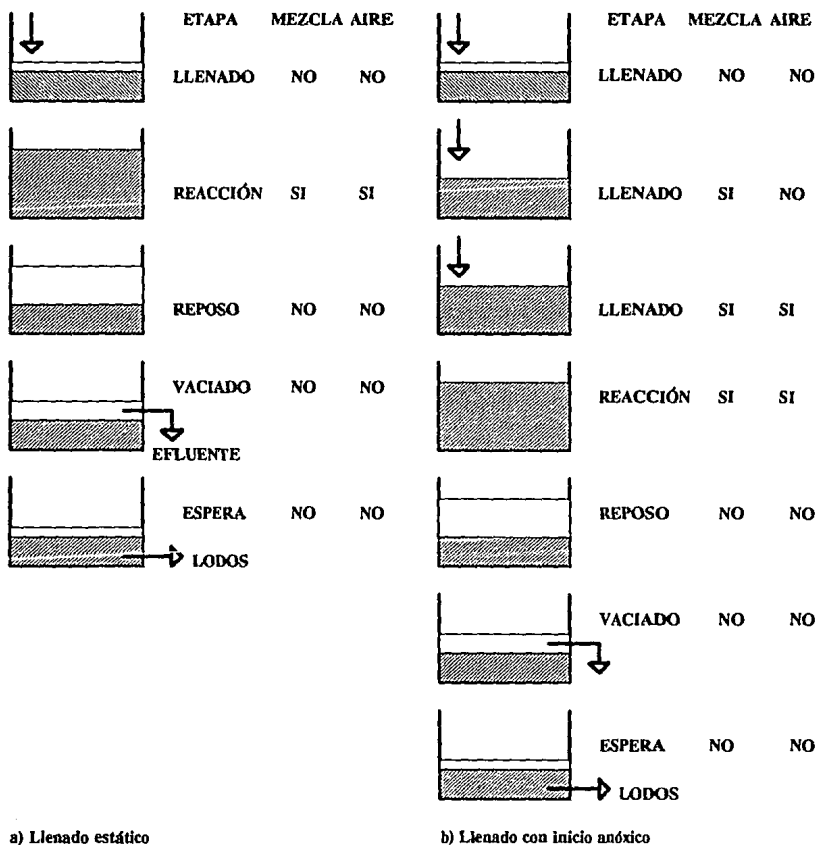 ETAPA MEZCLA AIRE
LLENADO NO NO
REACCIÓN SI SI
REPOSO NO NO
VACIADO NO NO
EFLUENTE
ESPERA NO NO
LODOS
a) Llenado estático
ETAPA MEZCLA AIRE
LLENADO NO NO
LLENADO SI NO
LLENADO SI SI
REACCIÓN SI SI
REPOSO NO NO
VACIADO NO NO
ESPERA NO NO
LODOS
b) Llenado con inicio anóxico